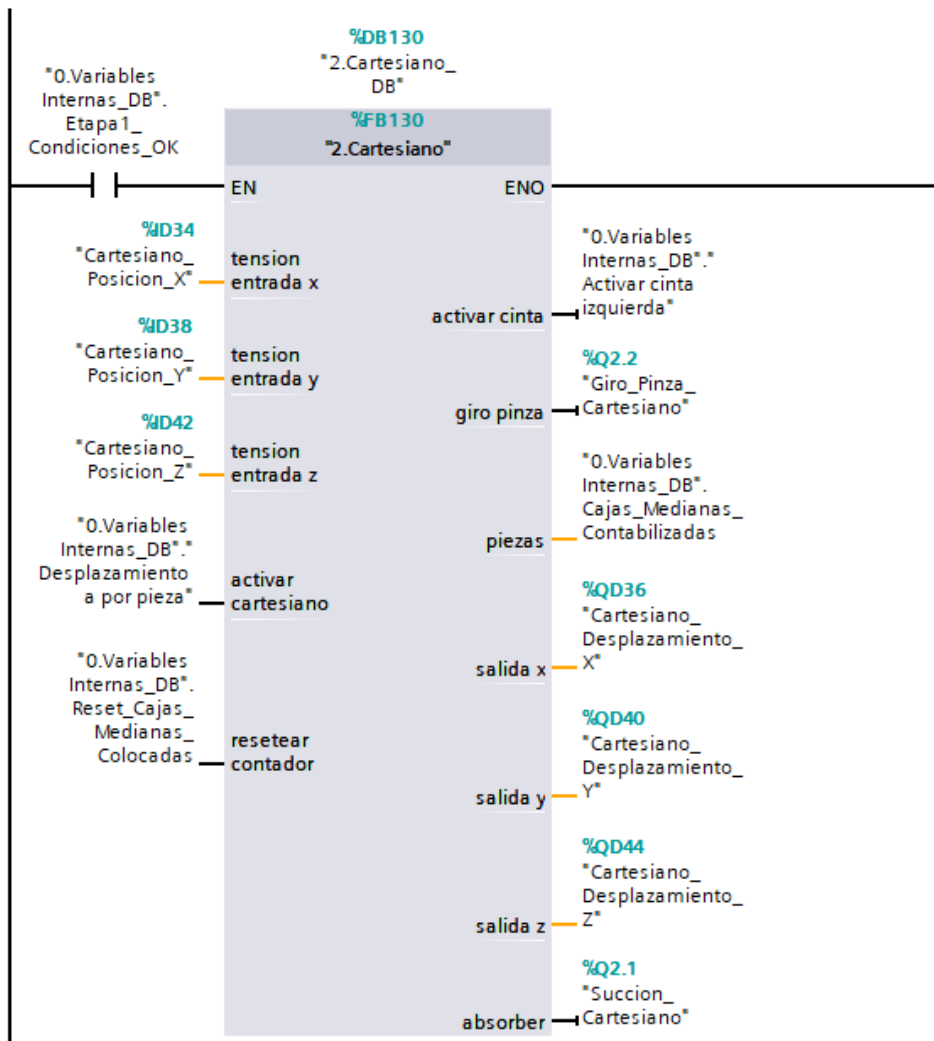 %DB130
"2.Cartesiano_
DB"
"0.Variables
Internas_DB".
Etapa1_
Condiciones_OK
%FB130
"2.Cartesiano"
EN
ENO
%ID34
"Cartesiano_
Posicion_X"
tension
entrada x
"0.Variables
Internas_DB"."
Activar cinta
izquierda"
activar cinta
%ID38
"Cartesiano_
Posicion_Y"
tension
entrada y
%Q2.2
"Giro_Pinza_
Cartesiano"
giro pinza
%ID42
"Cartesiano_
Posicion_Z"
tension
entrada z
"0.Variables
Internas_DB".
Cajas_Medianas_
Contabilizadas
piezas
"0.Variables
Internas_DB"."
Desplazamiento
a por pieza"
activar
cartesiano
%QD36
"Cartesiano_
Desplazamiento_
X"
salida x
"0.Variables
Internas_DB".
Reset_Cajas_
Medianas_
Colocadas
resetear
contador
%QD40
"Cartesiano_
Desplazamiento_
Y"
salida y
%QD44
"Cartesiano_
Desplazamiento_
Z"
salida z
%Q2.1
"Succion_
Cartesiano"
absorber